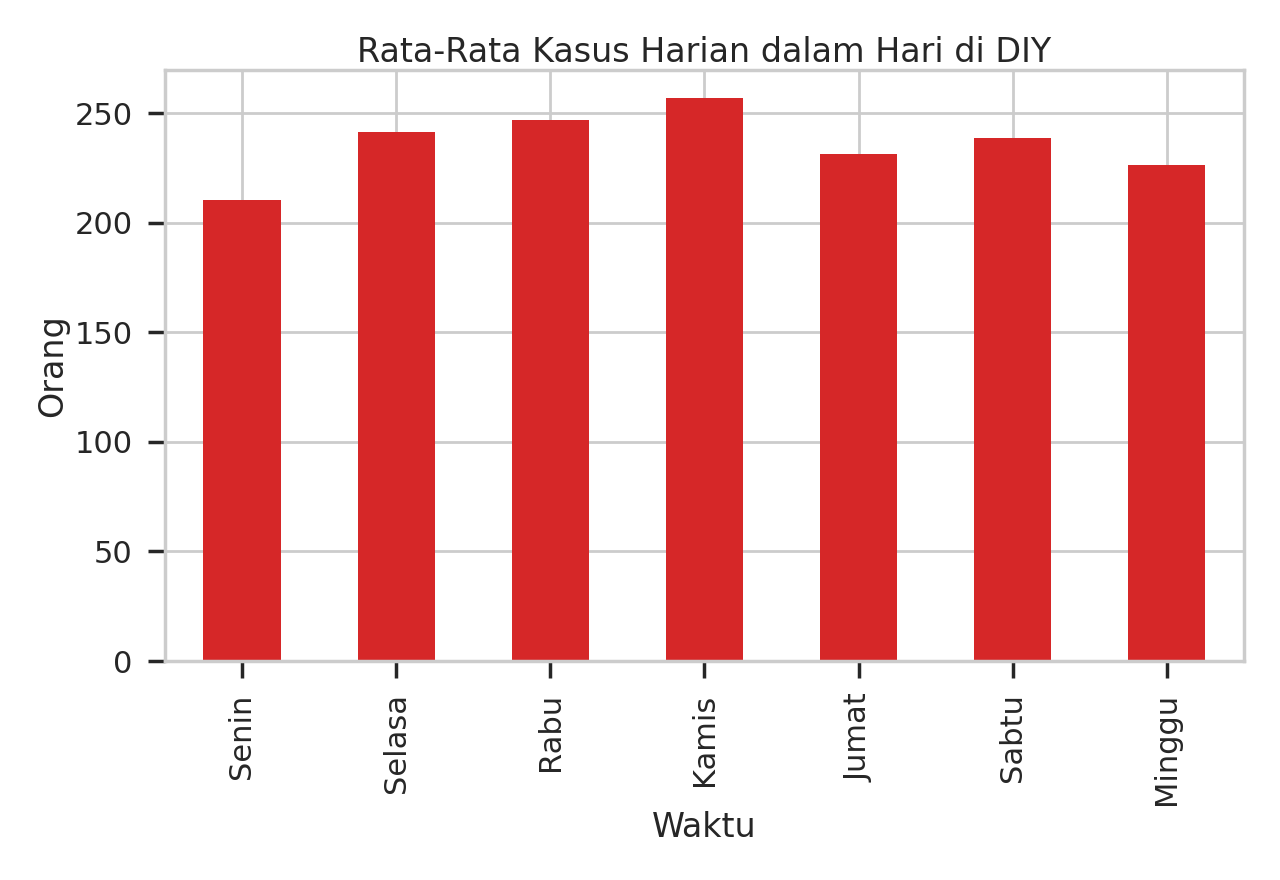 Rata-Rata Kasus Harian dalam Hari di DIY
250
200
150
100
50
0
Orang
Senin
Selasa
Rabu
Kamis
Jumat
Sabtu
Minggu
Waktu